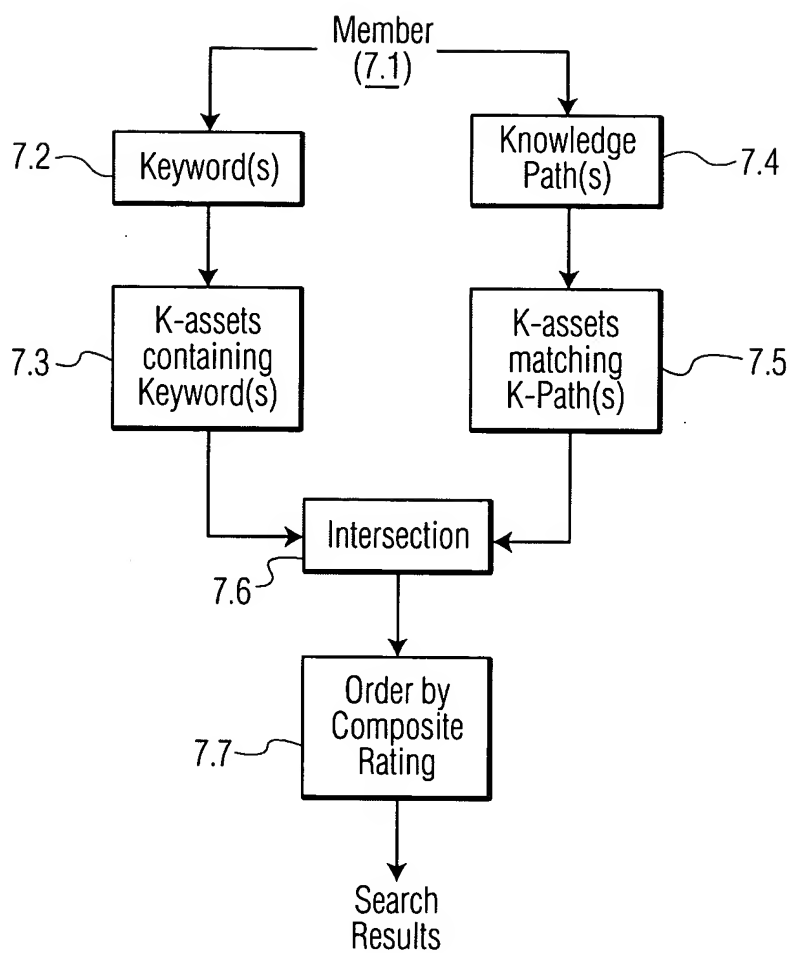 Member
(7.1)
7.2
Keyword(s)
Knowledge
Path(s)
7.4
7.3
K-assets
containing
Keyword(s)
K-assets
matching
K-Path(s)
7.5
Intersection
7.6
Order by
Composite
Rating
7.7
Search
Results